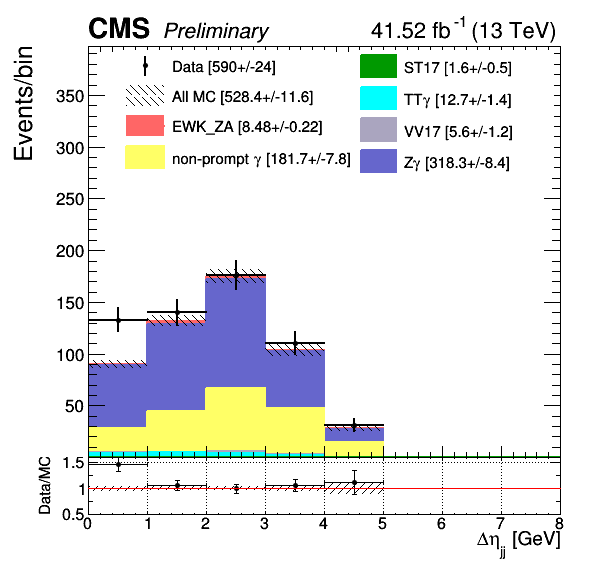 CMS Preliminary 41.52 fb⁻¹ (13 TeV)
Events/bin
Data [590+/-24]
All MC [528.4+/-11.6]
EWK_ZA [8.48+/-0.22]
non-prompt γ [181.7+/-7.8]
ST17 [1.6+/-0.5]
TTγ [12.7+/-1.4]
VV17 [5.6+/-1.2]
Zγ [318.3+/-8.4]
350
300
250
200
150
100
50
Data/MC
1.5
1
0.5
0 1 2 3 4 5 6 7 8
Δηjj [GeV]